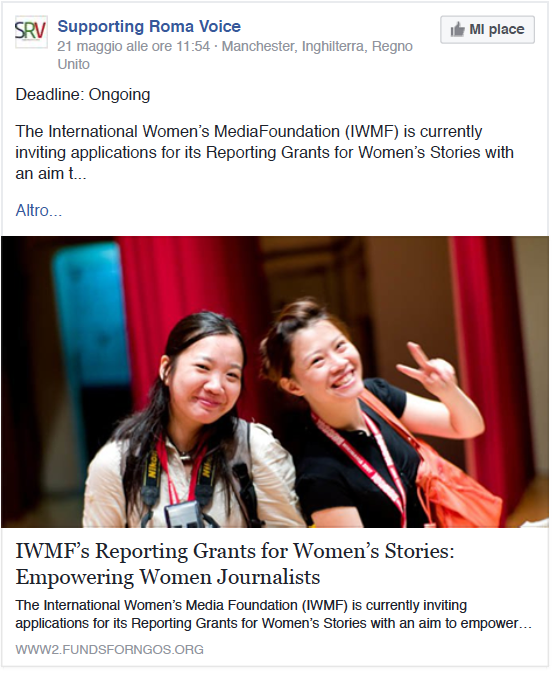 SRV
Supporting Roma Voice
21 maggio alle ore 11:54 · Manchester, Inghilterra, Regno
Unito
Mi place
Deadline: Ongoing
The International Women's MediaFoundation (IWMF) is currently
inviting applications for its Reporting Grants for Women's Stories with
an aim t...
Altro...
Nikon
IWMF's Reporting Grants for Women's Stories:
Empowering Women Journalists
The International Women's Media Foundation (IWMF) is currently inviting
applications for its Reporting Grants for Women's Stories with an aim to empower…
WWW2.FUNDSFORNGOS.ORG